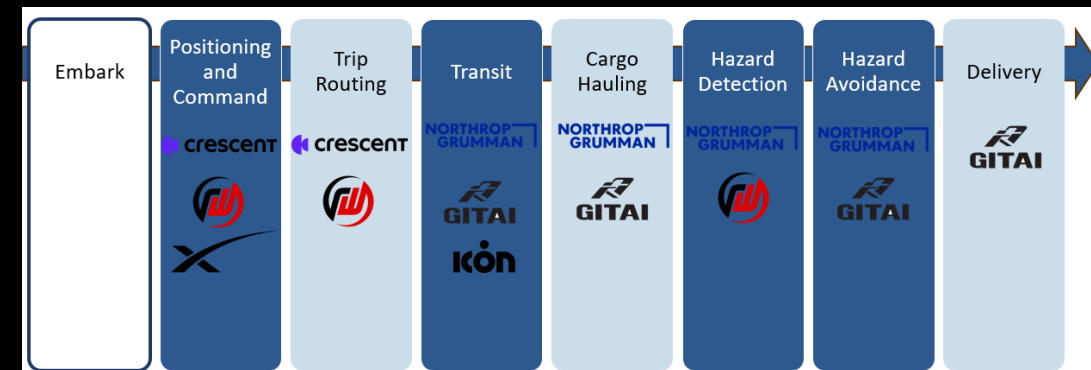 Embark
Positioning
and
Command
crescent
Trip
Routing
crescent
Transit
NORTHROP
GRUMMAN
GITAI
ICON
Cargo
Hauling
NORTHROP
GRUMMAN
GITAI
Hazard
Detection
NORTHROP
GRUMMAN
Hazard
Avoidance
NORTHROP
GRUMMAN
GITAI
Delivery
GITAI